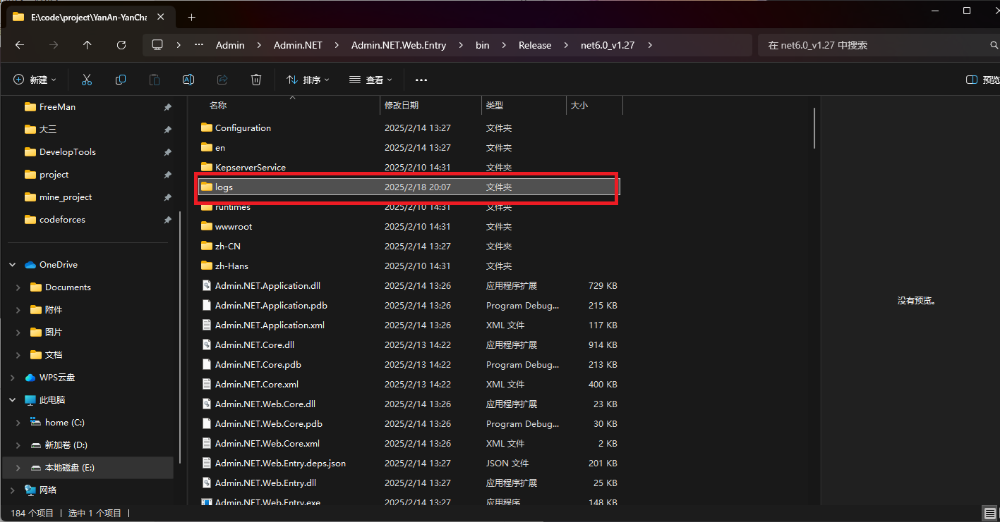 E:\code\project\YanAn-YanCha
Admin
Admin.NET
Admin.NET.Web.Entry
bin
Release
net6.0_v1.27
在 net6.0_v1.27 中搜索
新建
排序
查看
预览
FreeMan
大三
DevelopTools
project
mine_project
codeforces
OneDrive
Documents
附件
图片
文档
WPS云盘
此电脑
home (C:)
新加卷 (D:)
本地磁盘 (E:)
网络
名称 修改日期 类型 大小
Configuration 2025/2/14 13:27 文件夹
en 2025/2/14 13:27 文件夹
KepserverService 2025/2/10 14:31 文件夹
logs 2025/2/18 20:07 文件夹
runtimes 2025/2/10 14:31 文件夹
wwwroot 2025/2/10 14:31 文件夹
zh-CN 2025/2/14 13:27 文件夹
zh-Hans 2025/2/10 14:31 文件夹
Admin.NET.Application.dll 2025/2/14 13:26 应用程序扩展 729 KB
Admin.NET.Application.pdb 2025/2/14 13:26 Program Debug... 215 KB
Admin.NET.Application.xml 2025/2/14 13:26 XML 文件 117 KB
Admin.NET.Core.dll 2025/2/13 14:22 应用程序扩展 914 KB
Admin.NET.Core.pdb 2025/2/13 14:22 Program Debug... 213 KB
Admin.NET.Core.xml 2025/2/13 14:22 XML 文件 400 KB
Admin.NET.Web.Core.dll 2025/2/14 13:26 应用程序扩展 23 KB
Admin.NET.Web.Core.pdb 2025/2/14 13:26 Program Debug... 30 KB
Admin.NET.Web.Core.xml 2025/2/14 13:26 XML 文件 2 KB
Admin.NET.Web.Entry.deps.json 2025/2/14 13:27 JSON 文件 201 KB
Admin.NET.Web.Entry.dll 2025/2/14 13:27 应用程序扩展 25 KB
Admin.NET.Web.Entry.exe 2025/2/14 13:27 应用程序 148 KB
没有预览。
184 个项目 选中 1 个项目